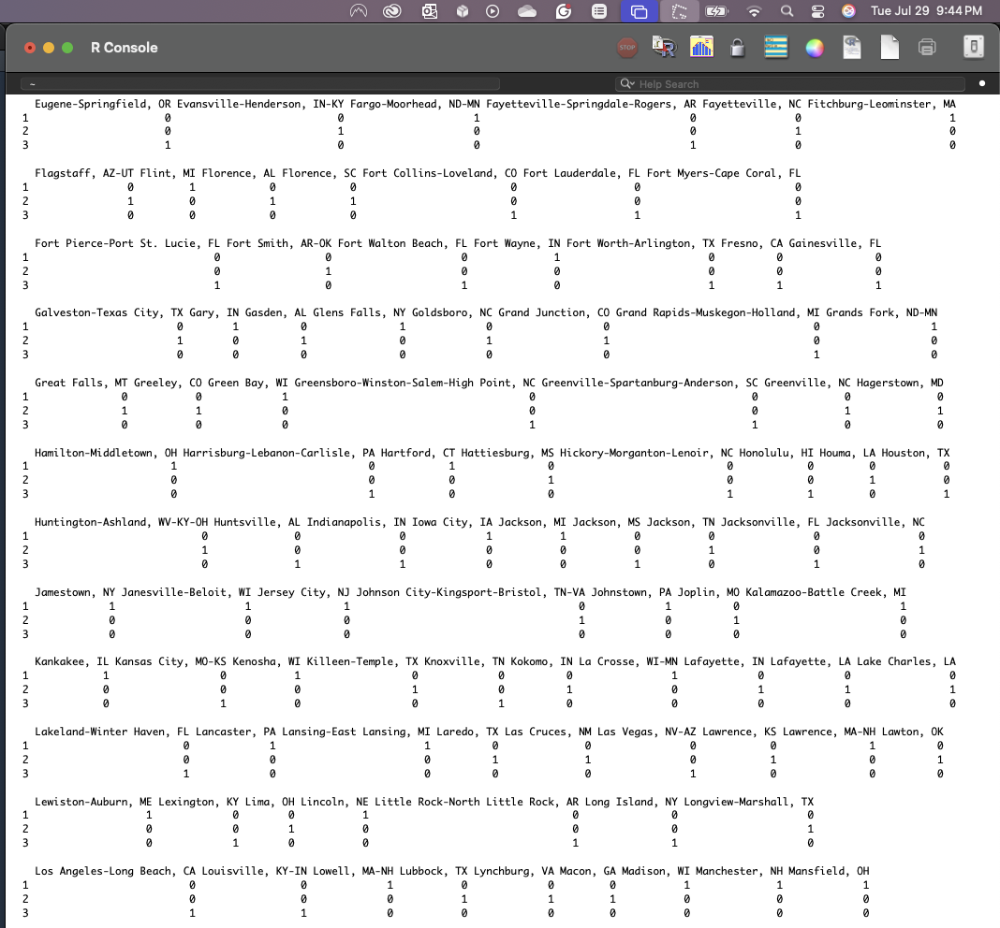 Tue Jul 29 9:44 PM
R Console
STOP
~
Help Search
Eugene-Springfield, OR Evansville-Henderson, IN-KY Fargo-Moorhead, ND-MN Fayetteville-Springdale-Rogers, AR Fayetteville, NC Fitchburg-Leominster, MA
1 0 0 1 0 0 1
2 0 1 0 0 1 0
3 1 0 0 1 0 0
Flagstaff, AZ-UT Flint, MI Florence, AL Florence, SC Fort Collins-Loveland, CO Fort Lauderdale, FL Fort Myers-Cape Coral, FL
1 0 1 0 0 0 0 0
2 1 0 1 1 0 0 0
3 0 0 0 0 1 1 1
Fort Pierce-Port St. Lucie, FL Fort Smith, AR-OK Fort Walton Beach, FL Fort Wayne, IN Fort Worth-Arlington, TX Fresno, CA Gainesville, FL
1 0 0 0 1 0 0 0
2 0 1 0 0 0 0 0
3 1 0 1 0 1 1 1
Galveston-Texas City, TX Gary, IN Gasden, AL Glens Falls, NY Goldsboro, NC Grand Junction, CO Grand Rapids-Muskegon-Holland, MI Grands Fork, ND-MN
1 0 1 0 1 0 0 0 1
2 1 0 1 0 1 1 0 0
3 0 0 0 0 0 0 1 0
Great Falls, MT Greeley, CO Green Bay, WI Greensboro-Winston-Salem-High Point, NC Greenville-Spartanburg-Anderson, SC Greenville, NC Hagerstown, MD
1 0 0 1 0 0 0 0
2 1 1 0 0 0 1 1
3 0 0 0 1 1 0 0
Hamilton-Middletown, OH Harrisburg-Lebanon-Carlisle, PA Hartford, CT Hattiesburg, MS Hickory-Morganton-Lenoir, NC Honolulu, HI Houma, LA Houston, TX
1 1 0 1 0 0 0 0 0
2 0 0 0 1 0 0 1 0
3 0 1 0 0 1 1 0 1
Huntington-Ashland, WV-KY-OH Huntsville, AL Indianapolis, IN Iowa City, IA Jackson, MI Jackson, MS Jackson, TN Jacksonville, FL Jacksonville, NC
1 0 0 0 1 1 0 0 0 0
2 1 0 0 0 0 0 1 0 1
3 0 1 1 0 0 1 0 1 0
Jamestown, NY Janesville-Beloit, WI Jersey City, NJ Johnson City-Kingsport-Bristol, TN-VA Johnstown, PA Joplin, MO Kalamazoo-Battle Creek, MI
1 1 1 1 0 1 0 1
2 0 0 0 1 0 1 0
3 0 0 0 0 0 0 0
Kankakee, IL Kansas City, MO-KS Kenosha, WI Killeen-Temple, TX Knoxville, TN Kokomo, IN La Crosse, WI-MN Lafayette, IN Lafayette, LA Lake Charles, LA
1 1 0 1 0 0 0 1 0 0 0
2 0 0 0 1 0 1 0 1 1 1
3 0 1 0 0 1 0 0 0 0 0
Lakeland-Winter Haven, FL Lancaster, PA Lansing-East Lansing, MI Laredo, TX Las Cruces, NM Las Vegas, NV-AZ Lawrence, KS Lawrence, MA-NH Lawton, OK
1 0 1 1 0 0 0 0 1 0
2 0 0 0 1 1 0 1 0 1
3 1 0 0 0 0 1 0 0 0
Lewiston-Auburn, ME Lexington, KY Lima, OH Lincoln, NE Little Rock-North Little Rock, AR Long Island, NY Longview-Marshall, TX
1 1 0 0 1 0 0 0
2 0 0 1 0 0 0 1
3 0 1 0 0 1 1 0
Los Angeles-Long Beach, CA Louisville, KY-IN Lowell, MA-NH Lubbock, TX Lynchburg, VA Macon, GA Madison, WI Manchester, NH Mansfield, OH
1 0 0 1 0 0 0 1 1 1
2 0 0 0 1 1 1 0 0 0
3 1 1 0 0 0 0 0 0 0